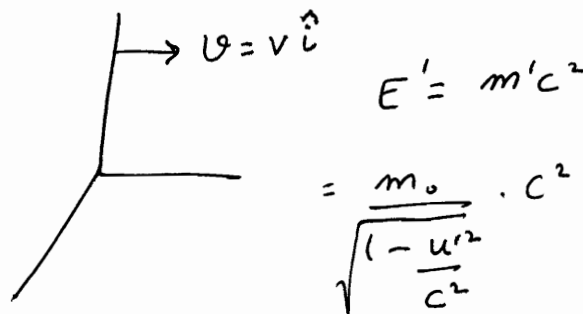 v = v î
E' = m'c²
= m₀ / √(1 - u'²/c²) . c²